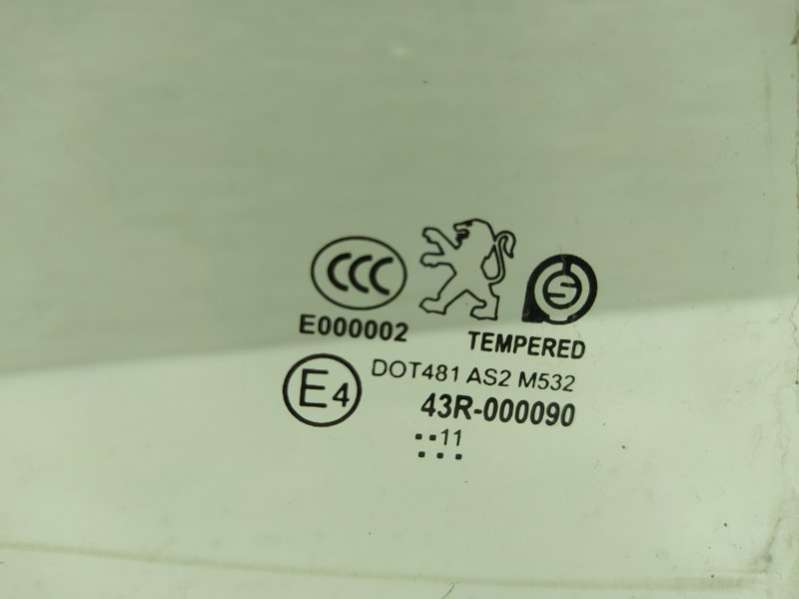 CCC
E000002
TEMPERED
E4
DOT481 AS2 M532
43R-000090
..11
...